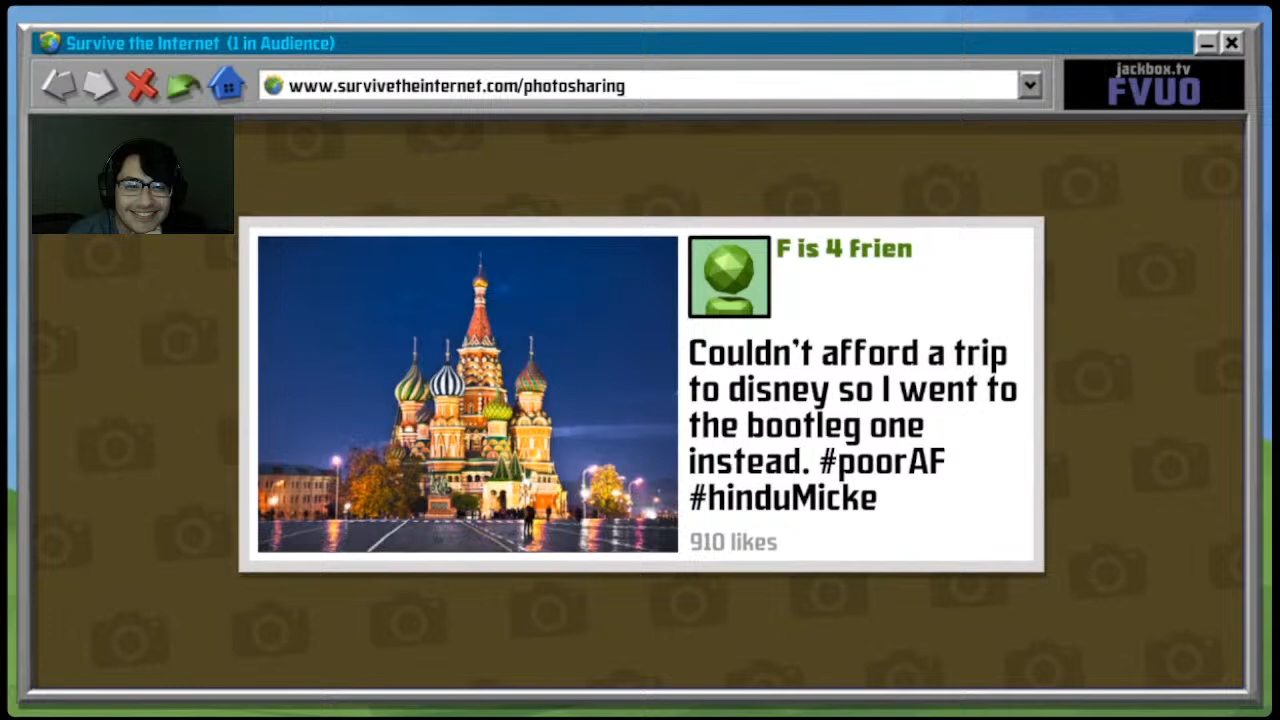 Survive the Internet (1 in Audience)
www.survivetheinternet.com/photosharing
jackbox.tv
FVUO
F is 4 frien
Couldn't afford a trip
to disney so I went to
the bootleg one
instead. #poorAF
#hinduMicke
910 likes